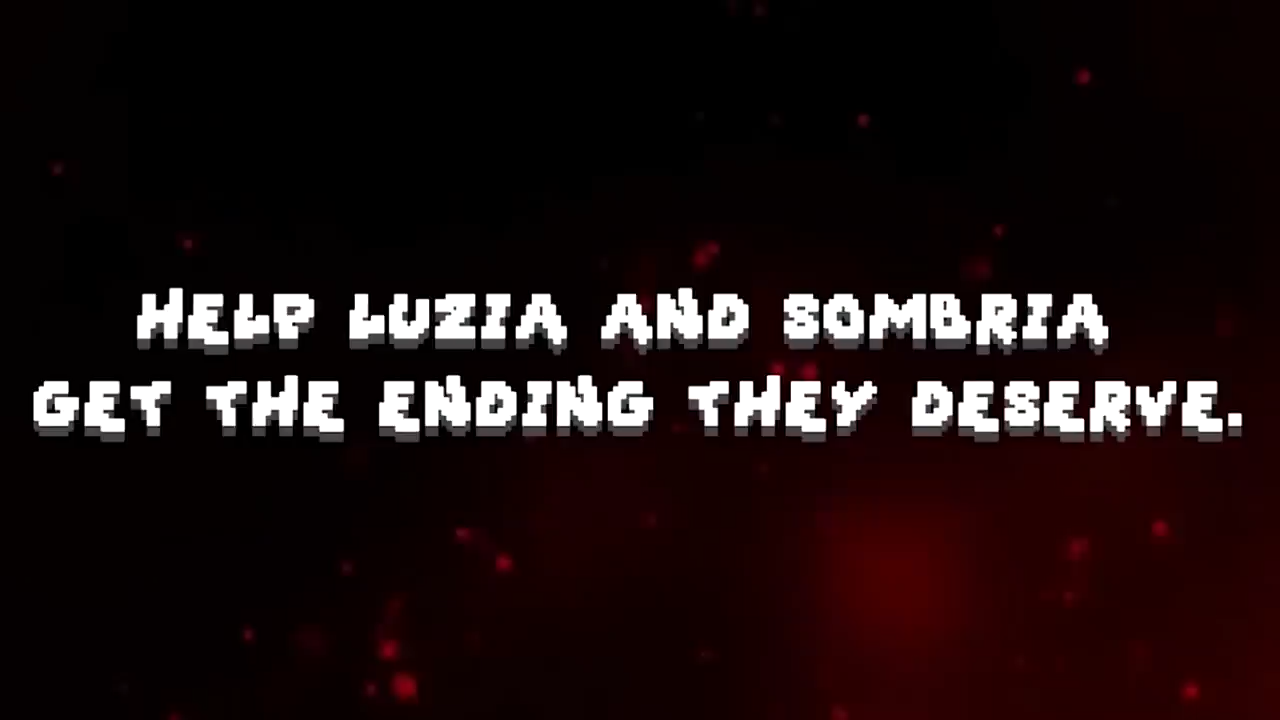 HELP LUZIA AND SOMBRIA
GET THE ENDING THEY DESERVE.